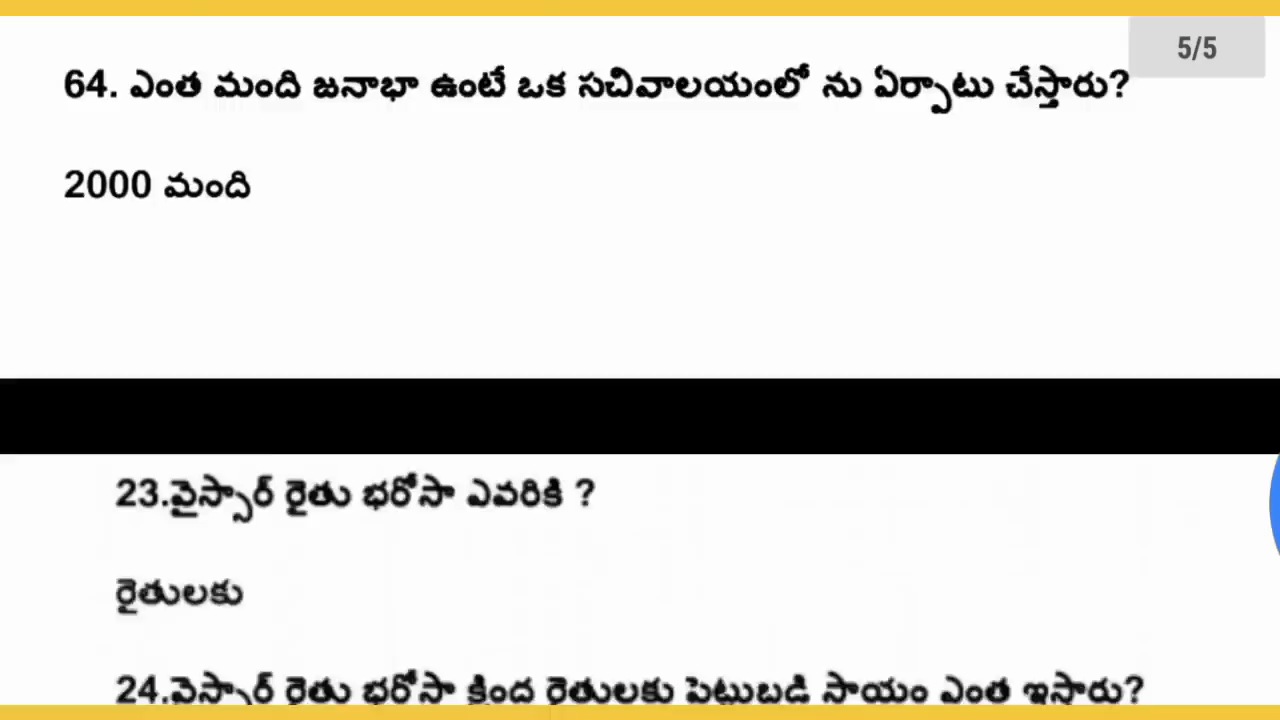 5/5
64. ఎంత మంది జనాభా ఉంటే ఒక సచివాలయంలో ను ఏర్పాటు చేస్తారు?
2000 మంది
23.వైస్సార్ రైతు భరోసా ఎవరికి ?
రైతులకు
24.వైస్సార్ రైతు భరోసా క్రింద రైతులకు పెట్టుబడి సాయం ఎంత ఇస్తారు?